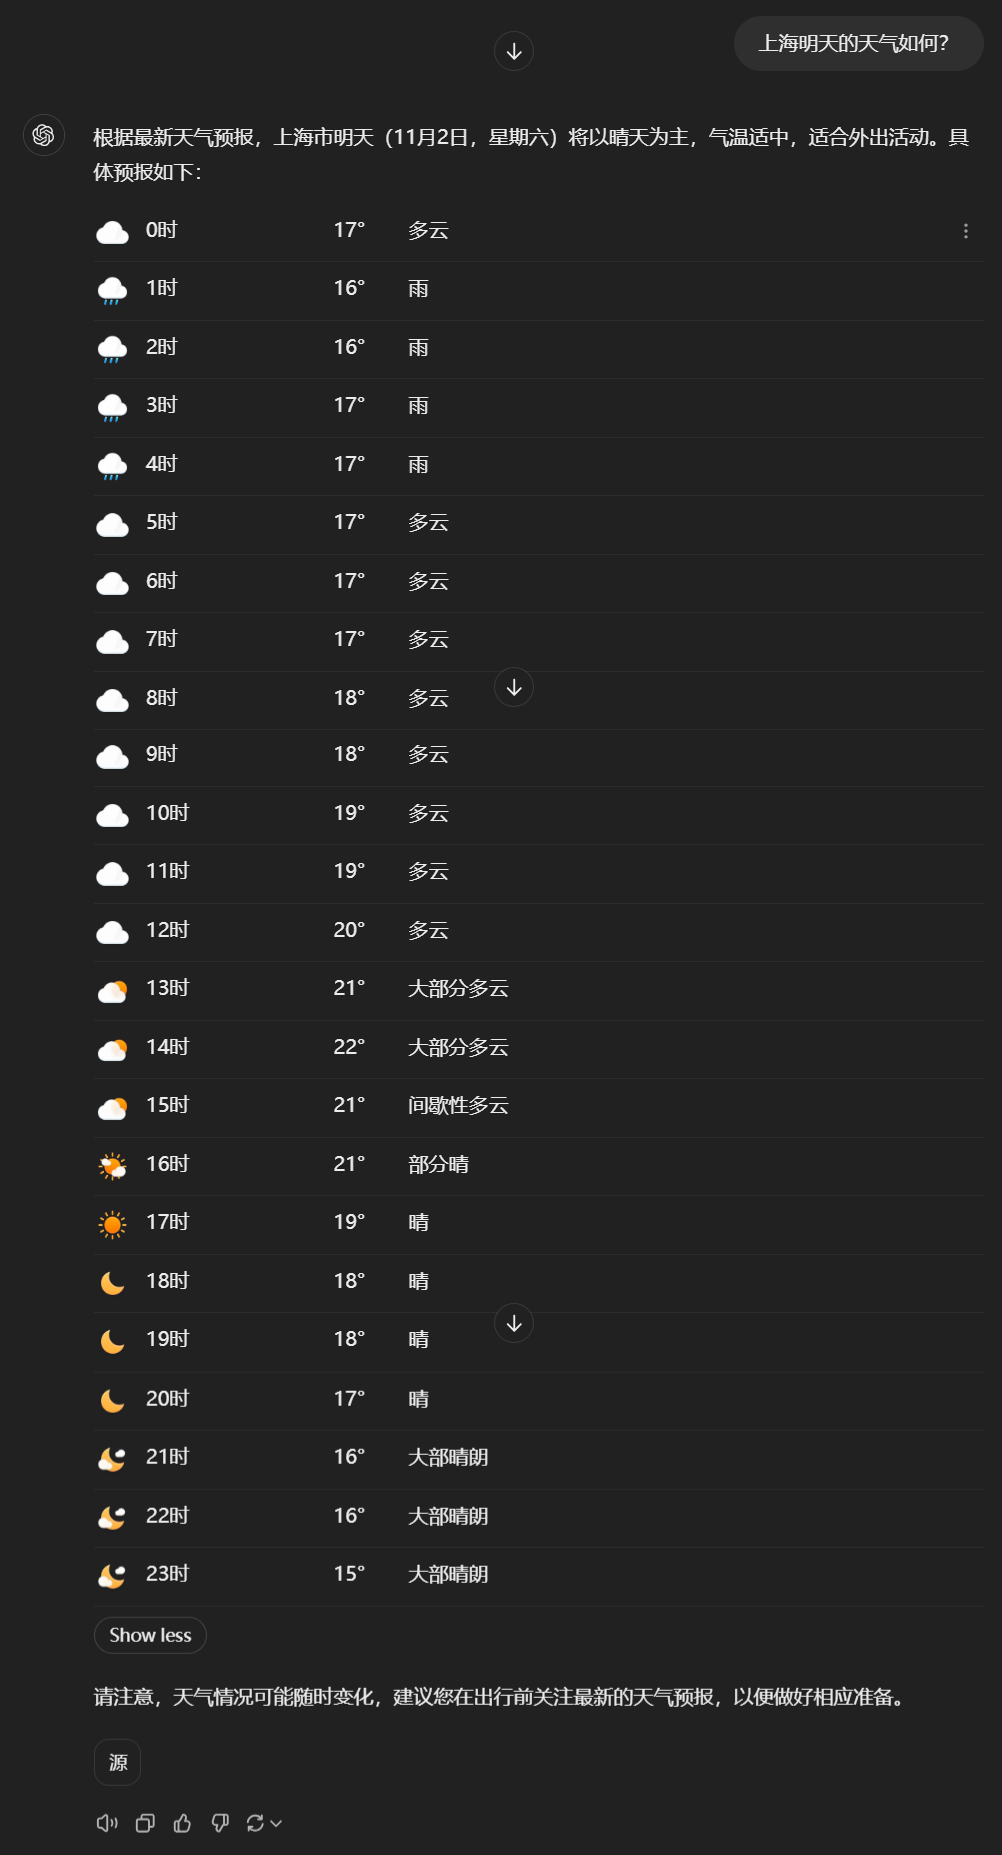 上海明天的天气如何？
根据最新天气预报，上海市明天（11月2日，星期六）将以晴天为主，气温适中，适合外出活动。具
体预报如下：
0时 17° 多云
1时 16° 雨
2时 16° 雨
3时 17° 雨
4时 17° 雨
5时 17° 多云
6时 17° 多云
7时 17° 多云
8时 18° 多云
9时 18° 多云
10时 19° 多云
11时 19° 多云
12时 20° 多云
13时 21° 大部分多云
14时 22° 大部分多云
15时 21° 间歇性多云
16时 21° 部分晴
17时 19° 晴
18时 18° 晴
19时 18° 晴
20时 17° 晴
21时 16° 大部晴朗
22时 16° 大部晴朗
23时 15° 大部晴朗
Show less
请注意，天气情况可能随时变化，建议您在出行前关注最新的天气预报，以便做好相应准备。
源